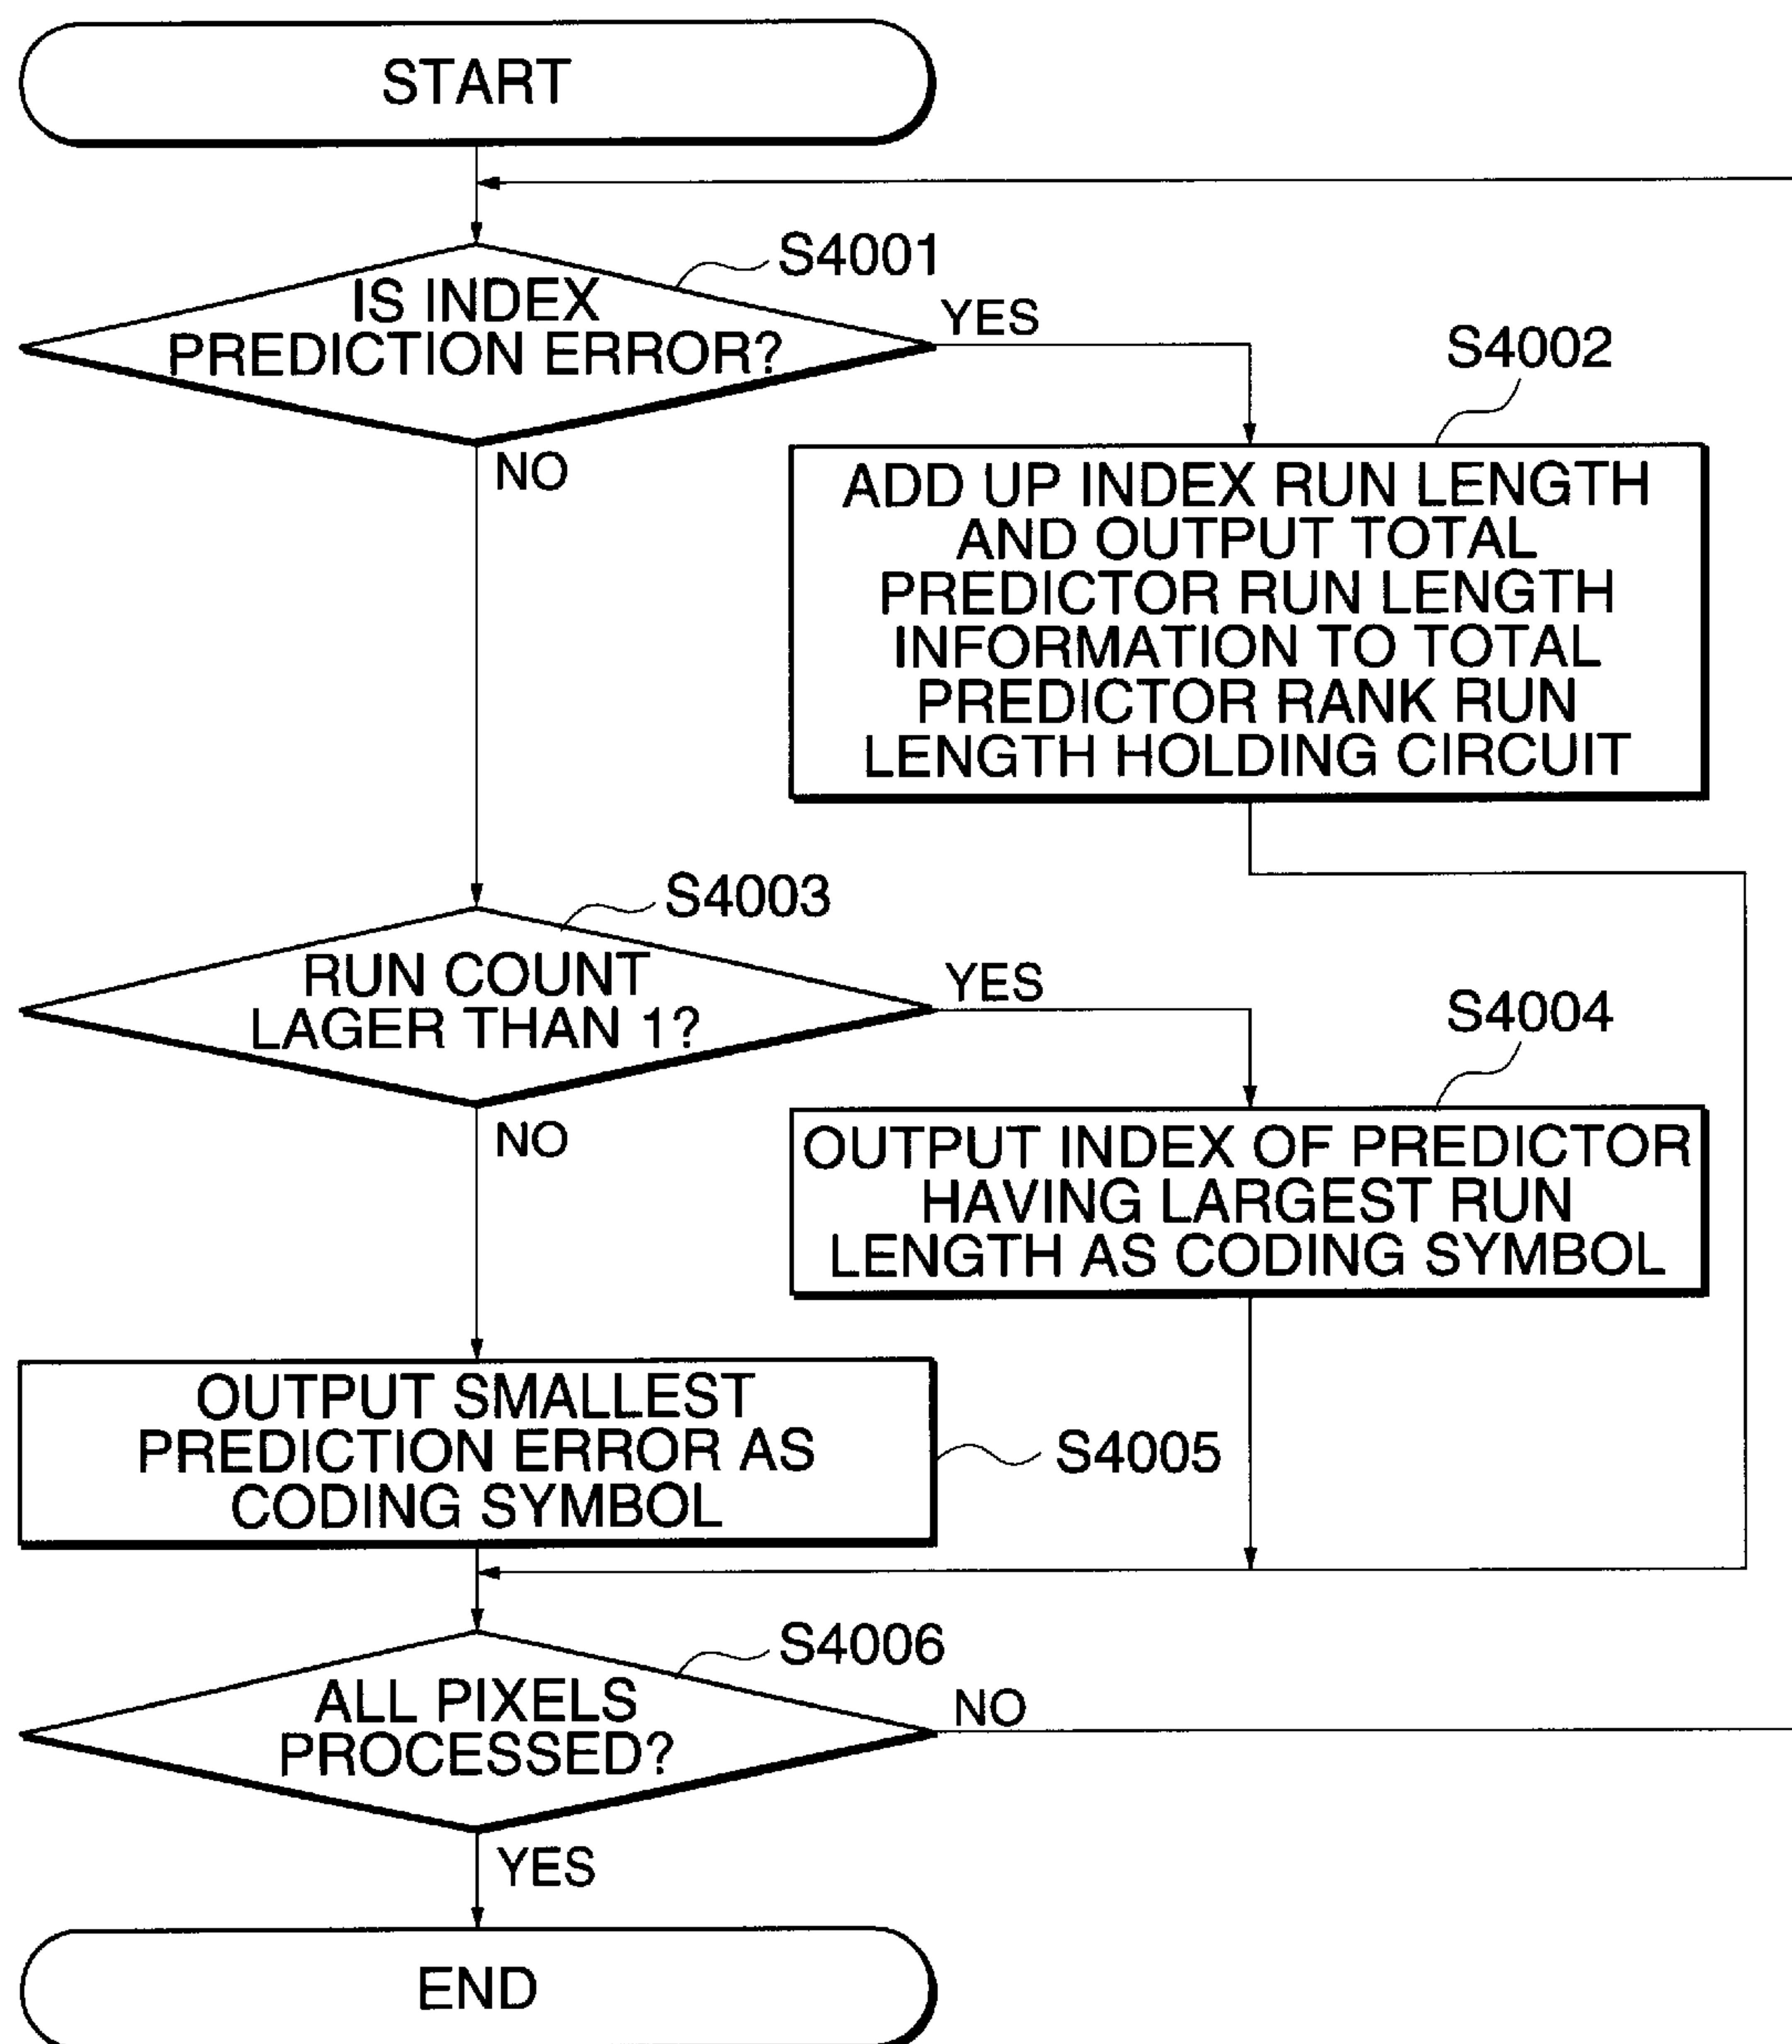 START
S4001
IS INDEX
PREDICTION ERROR?
YES
NO
S4002
ADD UP INDEX RUN LENGTH
AND OUTPUT TOTAL
PREDICTOR RUN LENGTH
INFORMATION TO TOTAL
PREDICTOR RANK RUN
LENGTH HOLDING CIRCUIT
S4003
RUN COUNT
LAGER THAN 1?
YES
NO
S4004
OUTPUT INDEX OF PREDICTOR
HAVING LARGEST RUN
LENGTH AS CODING SYMBOL
OUTPUT SMALLEST
PREDICTION ERROR AS
CODING SYMBOL
S4005
S4006
ALL PIXELS
PROCESSED?
NO
YES
END